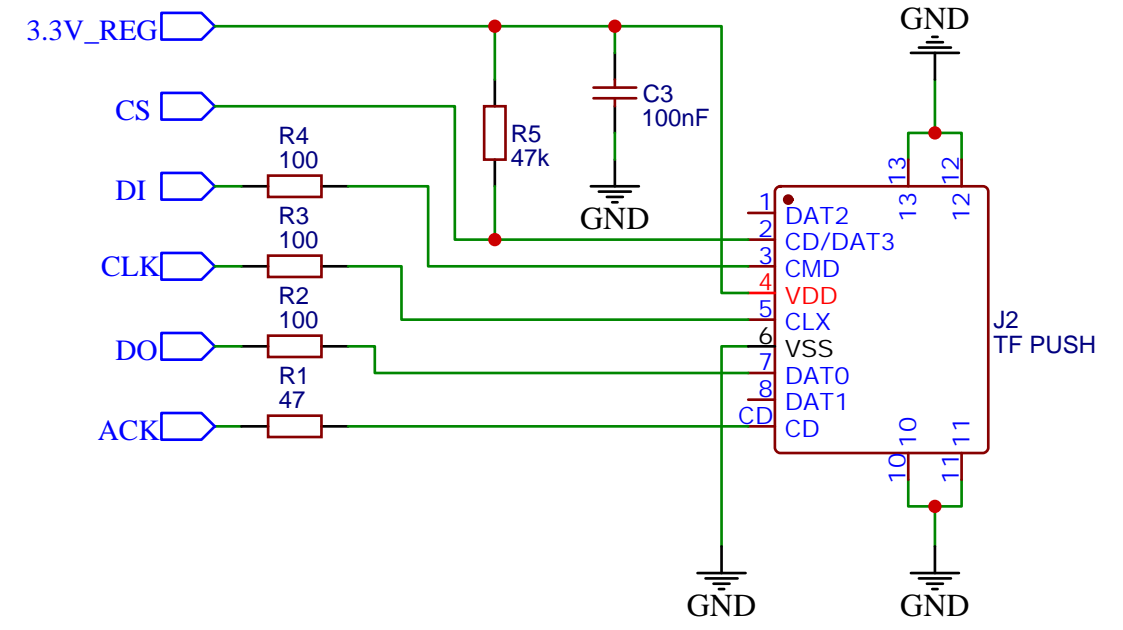 GND
3.3V_REG
C3
100nF
CS
R5
47k
R4
100
DI
GND
13
12
13
12
1
DAT2
2
CD/DAT3
R3
100
CLK
3
CMD
4
VDD
R2
100
5
CLX
J2
TF PUSH
DO
6
VSS
7
DAT0
R1
47
8
DAT1
ACK
CD
CD
10
11
10
11
GND
GND